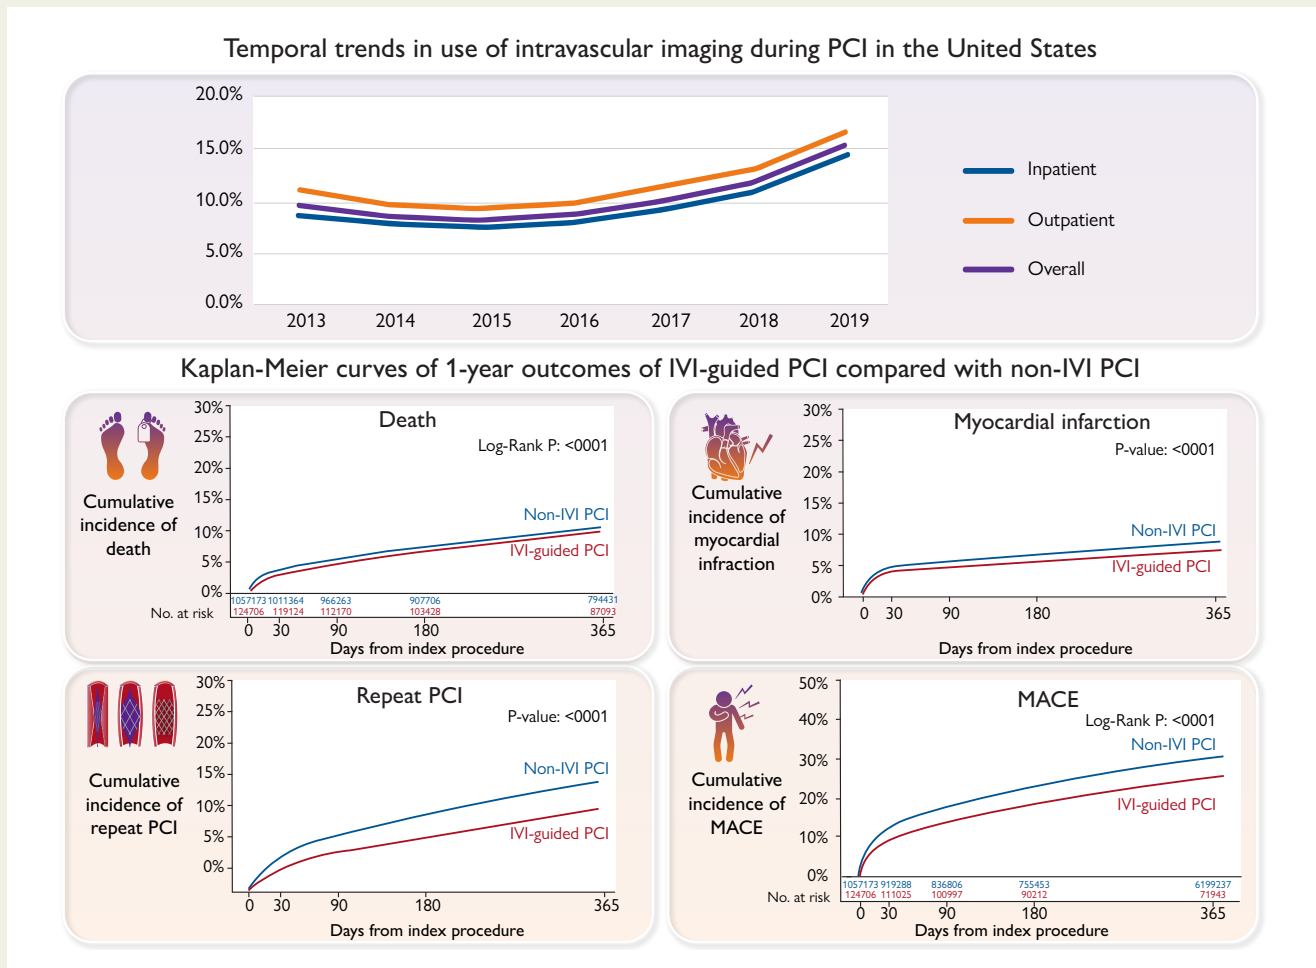 Temporal trends in use of intravascular imaging during PCI in the United States
20.0%
15.0%
10.0%
5.0%
0.0%
2013 2014 2015 2016 2017 2018 2019
Inpatient
Outpatient
Overall
Kaplan-Meier curves of 1-year outcomes of IVI-guided PCI compared with non-IVI PCI
Cumulative
incidence of
death
Death
Log-Rank P: <0001
30%
25%
20%
15%
10%
5%
0%
Non-IVI PCI
IVI-guided PCI
No. at risk
1057173 1011364 966263 907706 794431
124706 119124 112170 103428 87093
0 30 90 180 365
Days from index procedure
Cumulative
incidence of
myocardial
infraction
Myocardial infarction
P-value: <0001
30%
25%
20%
15%
10%
5%
0%
Non-IVI PCI
IVI-guided PCI
0 30 90 180 365
Days from index procedure
Cumulative
incidence of
repeat PCI
Repeat PCI
P-value: <0001
30%
25%
20%
15%
10%
5%
0%
Non-IVI PCI
IVI-guided PCI
0 30 90 180 365
Days from index procedure
Cumulative
incidence of
MACE
MACE
Log-Rank P: <0001
50%
40%
30%
20%
10%
0%
Non-IVI PCI
IVI-guided PCI
No. at risk
1057173 919288 836806 755453 6199237
124706 111025 100997 90212 71943
0 30 90 180 365
Days from index procedure